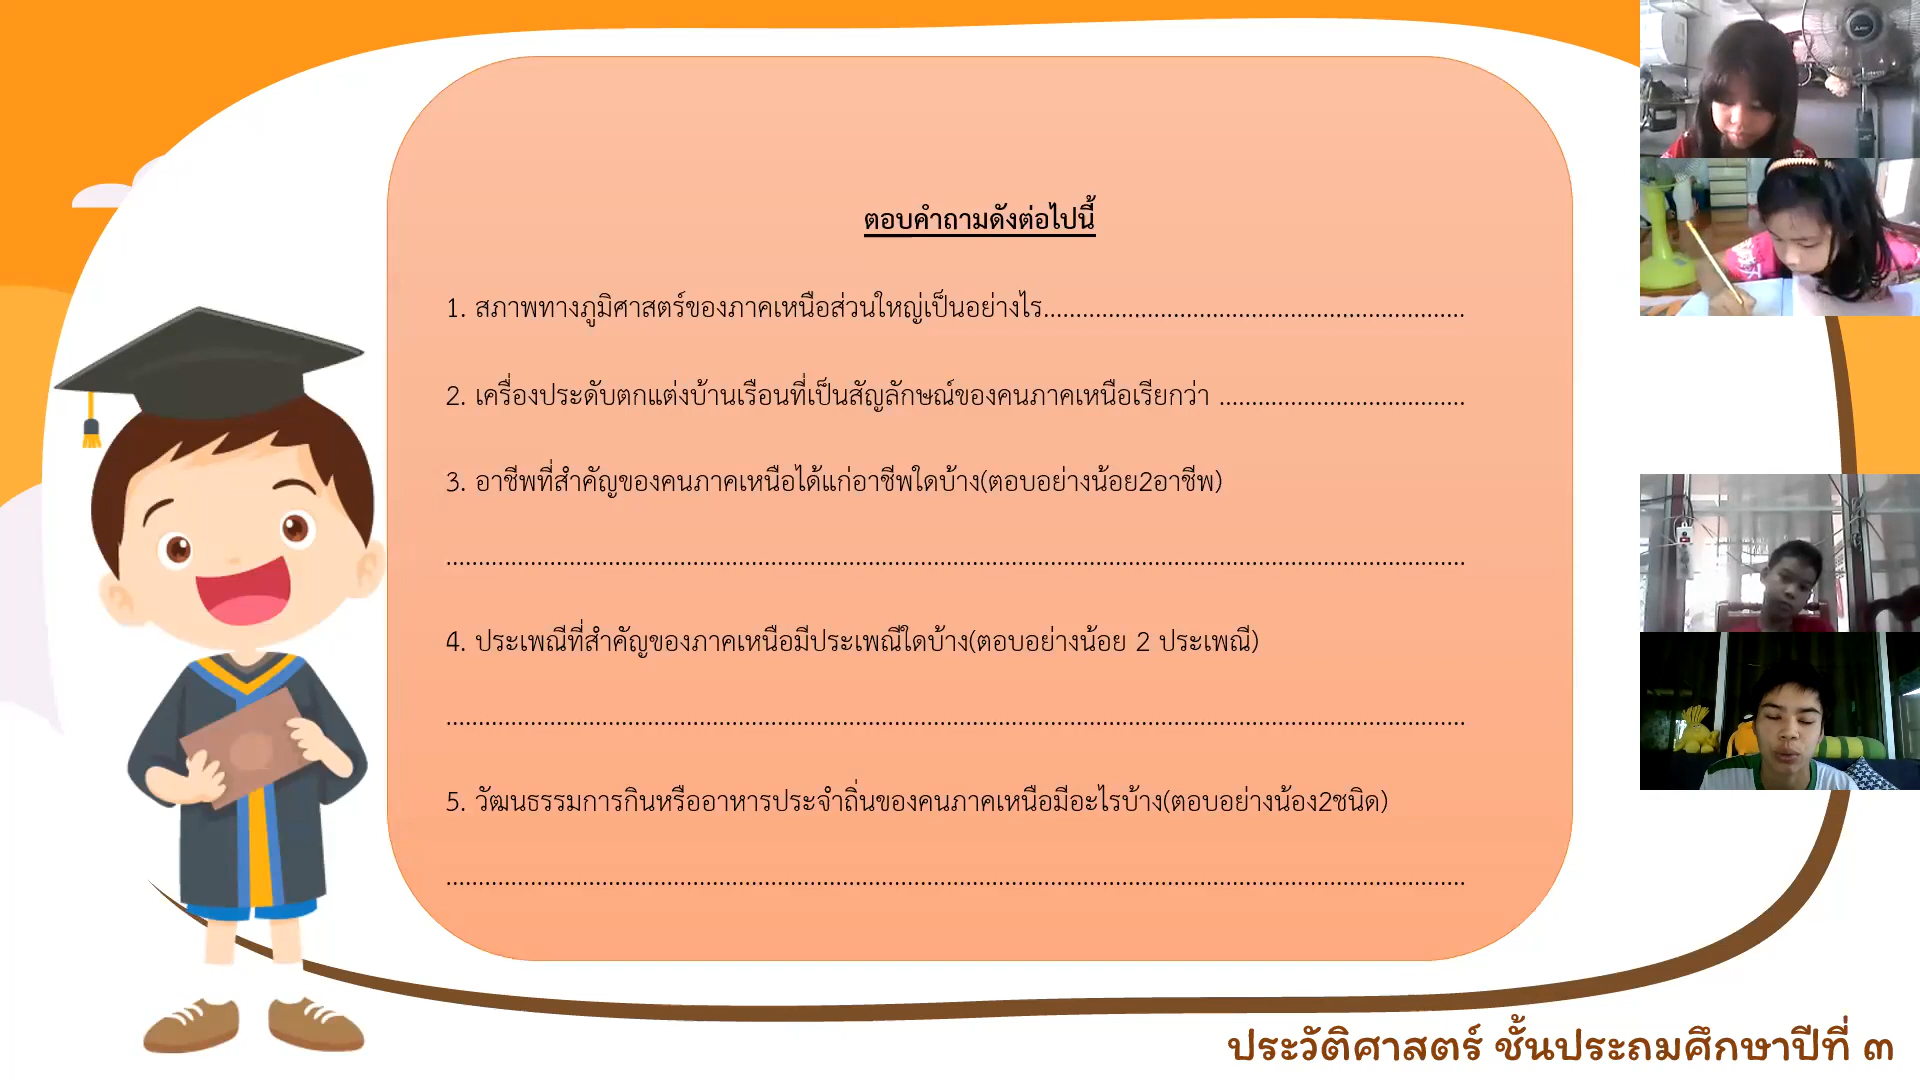 ตอบคำถามดังต่อไปนี้
1. สภาพทางภูมิศาสตร์ของภาคเหนือส่วนใหญ่เป็นอย่างไร.................................................................
2. เครื่องประดับตกแต่งบ้านเรือนที่เป็นสัญลักษณ์ของคนภาคเหนือเรียกว่า ......................................
3. อาชีพที่สำคัญของคนภาคเหนือได้แก่อาชีพใดบ้าง(ตอบอย่างน้อย2อาชีพ)
..............................................................................................................................................................
4. ประเพณีที่สำคัญของภาคเหนือมีประเพณีใดบ้าง(ตอบอย่างน้อย 2 ประเพณี)
..............................................................................................................................................................
5. วัฒนธรรมการกินหรืออาหารประจำถิ่นของคนภาคเหนือมีอะไรบ้าง(ตอบอย่างน้อง2ชนิด)
..............................................................................................................................................................
ประวัติศาสตร์ ชั้นประถมศึกษาปีที่ ๓